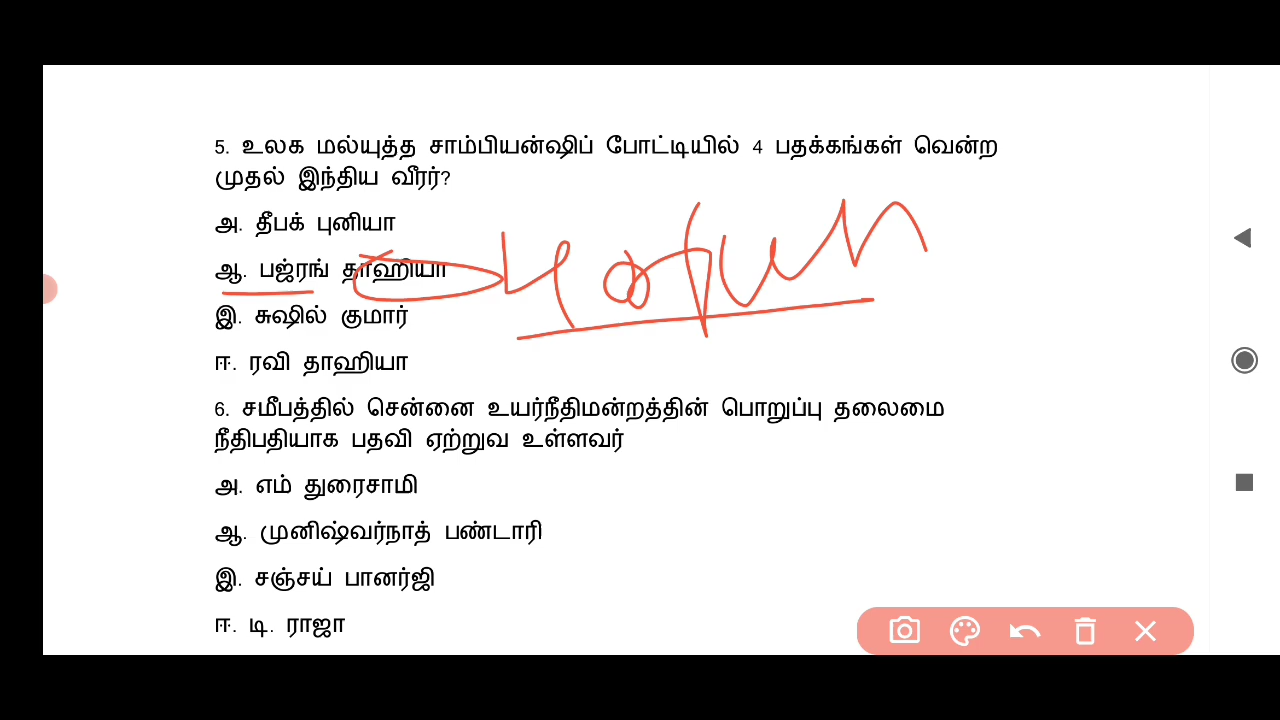 5. உலக மல்யுத்த சாம்பியன்ஷிப் போட்டியில் 4 பதக்கங்கள் வென்ற
முதல் இந்திய வீரர்?
அ. தீபக் புனியா
ஆ. பஜ்ரங் தாஹியா
புனியா
இ. சுஷில் குமார்
ஈ. ரவி தாஹியா
6. சமீபத்தில் சென்னை உயர்நீதிமன்றத்தின் பொறுப்பு தலைமை
நீதிபதியாக பதவி ஏற்றுவ உள்ளவர்
அ. எம் துரைசாமி
ஆ. முனிஷ்வர்நாத் பண்டாரி
இ. சஞ்சய் பானர்ஜி
ஈ. டி. ராஜா